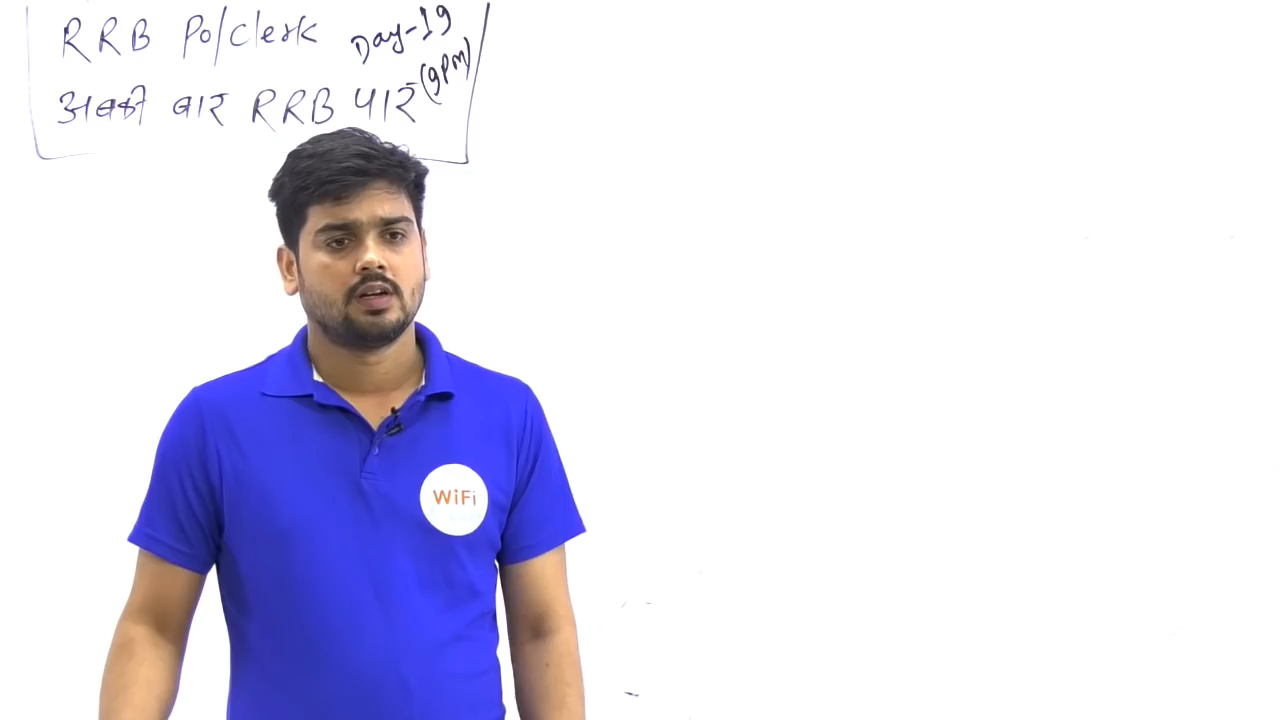 RRB Po/Clerk Day-19
अबकी बार RRB पार (9PM)
WiFi